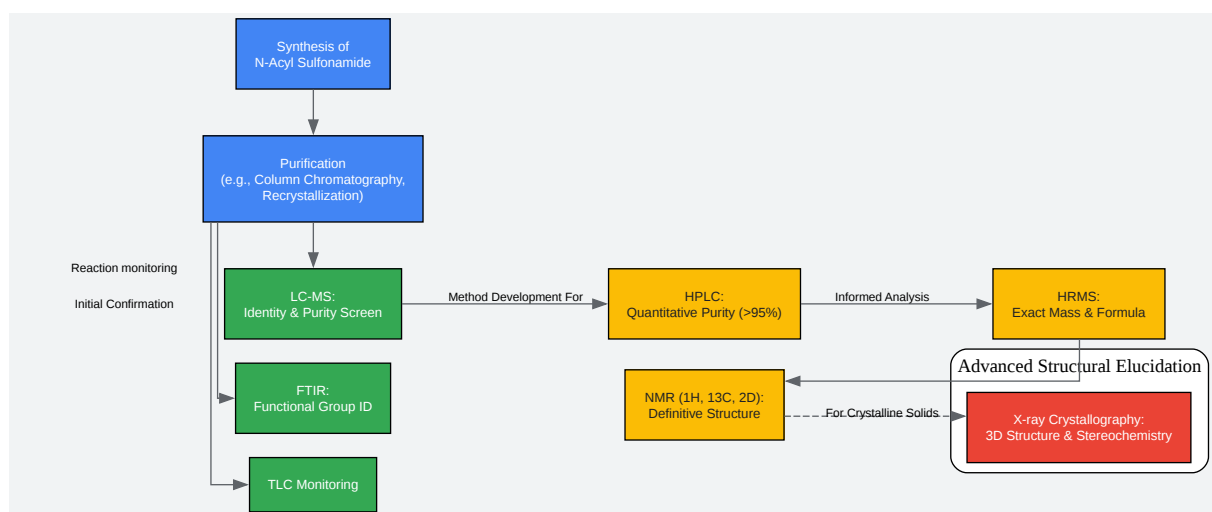 Synthesis of
N-Acyl Sulfonamide
Purification
(e.g., Column Chromatography,
Recrystallization)
Reaction monitoring
Initial Confirmation
LC-MS:
Identity & Purity Screen
Method Development For
HPLC:
Quantitative Purity (>95%)
Informed Analysis
HRMS:
Exact Mass & Formula
FTIR:
Functional Group ID
NMR (1H, 13C, 2D):
Definitive Structure
For Crystalline Solids
Advanced Structural Elucidation
X-ray Crystallography:
3D Structure & Stereochemistry
TLC Monitoring